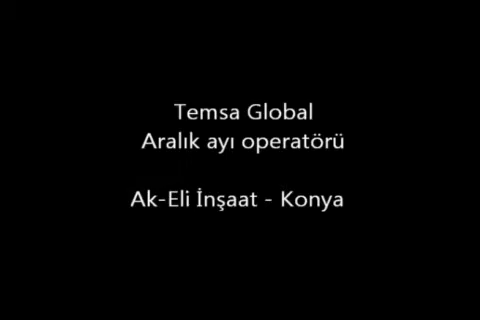 Temsa Global
Aralık ayı operatörü
Ak-Eli İnşaat - Konya